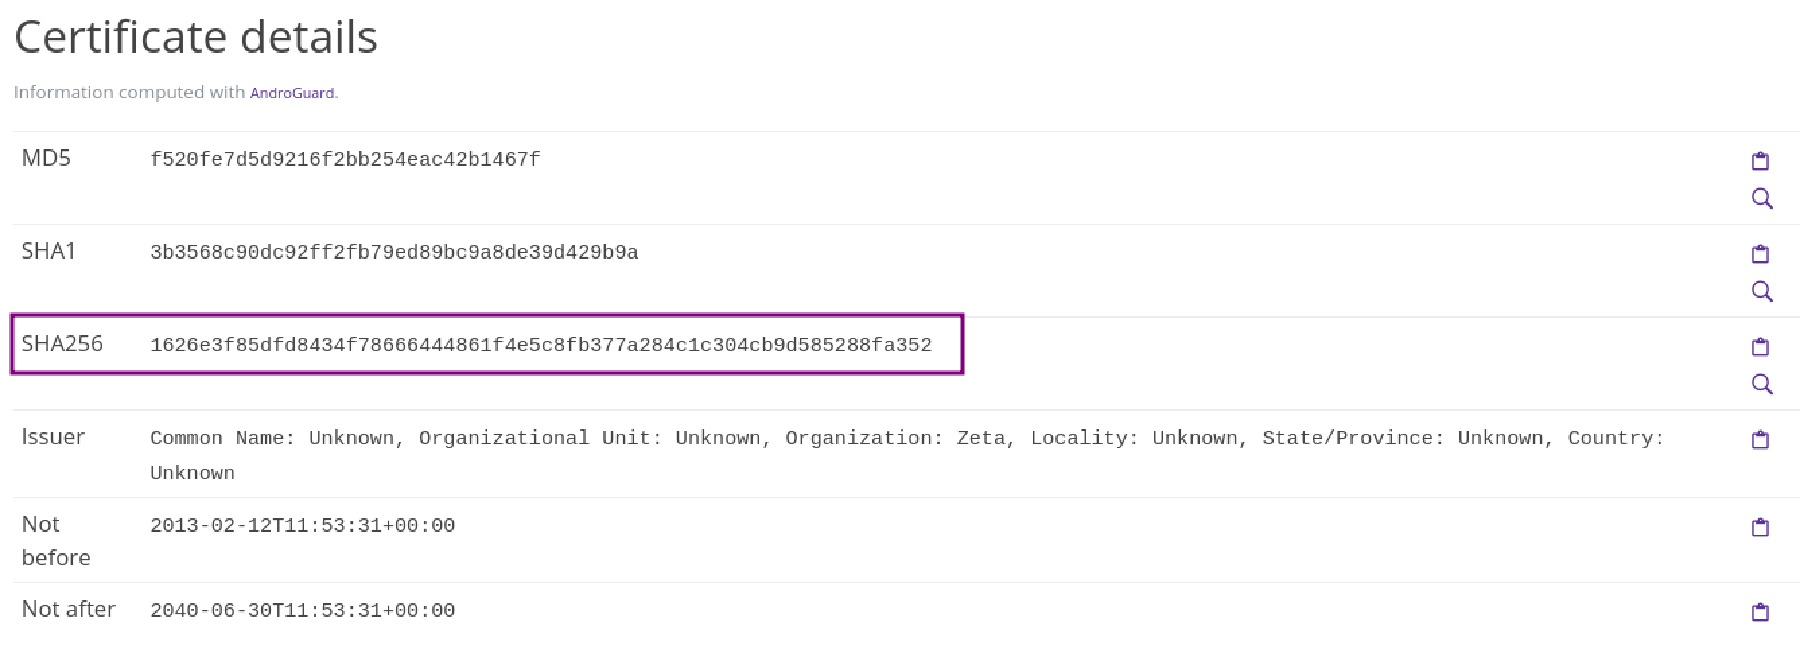 Certificate details
Information computed with AndroGuard.
MD5 f520fe7d5d9216f2bb254eac42b1467f
SHA1 3b3568c90dc92ff2fb79ed89bc9a8de39d429b9a
SHA256 1626e3f85dfd8434f78666444861f4e5c8fb377a284c1c304cb9d585288fa352
Issuer Common Name: Unknown, Organizational Unit: Unknown, Organization: Zeta, Locality: Unknown, State/Province: Unknown, Country:
Unknown
Not 2013-02-12T11:53:31+00:00
before
Not after 2040-06-30T11:53:31+00:00